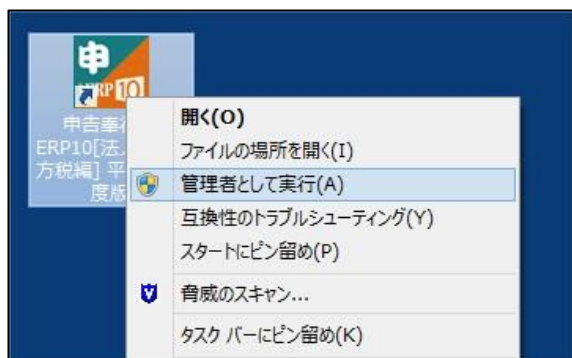 申
ERP 10
申告奉
ERP10[法
方税編] 平
度版
開く(O)
ファイルの場所を開く(I)
管理者として実行(A)
互換性のトラブルシューティング(Y)
スタートにピン留め(P)
脅威のスキャン...
タスク バーにピン留め(K)